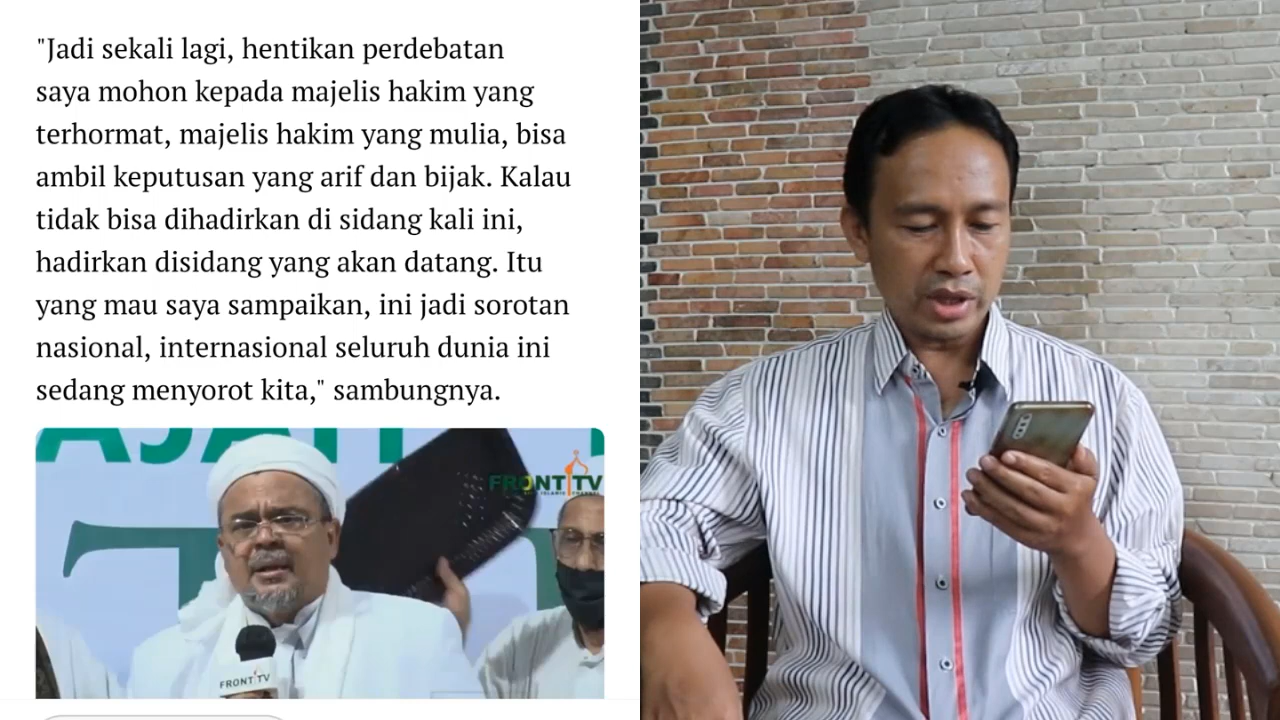 "Jadi sekali lagi, hentikan perdebatan
saya mohon kepada majelis hakim yang
terhormat, majelis hakim yang mulia, bisa
ambil keputusan yang arif dan bijak. Kalau
tidak bisa dihadirkan di sidang kali ini,
hadirkan disidang yang akan datang. Itu
yang mau saya sampaikan, ini jadi sorotan
nasional, internasional seluruh dunia ini
sedang menyorot kita," sambungnya.
FRONT TV
FRONT TV